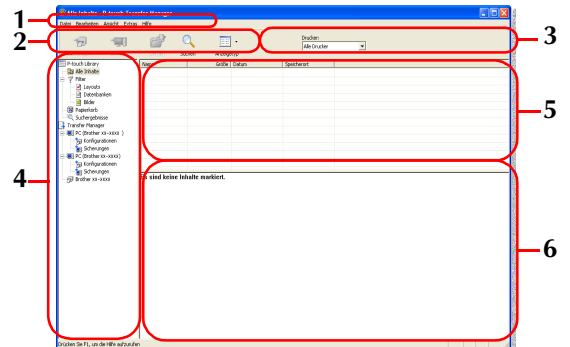 1
Alle Inhalte - P-touch Transfer Manager
Datei Bearbeiten Ansicht Extras Hilfe
2
Suchen Anzeigetyp
Drucker:
Alle Drucker
3
4
P-touch Library
Alle Inhalte
Filter
Layouts
Datenbanken
Bilder
Papierkorb
Suchergebnisse
Transfer Manager
PC (Brother xx-xxxx )
Konfigurationen
Sicherungen
PC (Brother xx-xxxx)
Konfigurationen
Sicherungen
Brother xx-xxxx
Name Größe Datum Speicherort
5
Es sind keine Inhalte markiert.
6
Drücken Sie F1, um die Hilfe aufzurufen